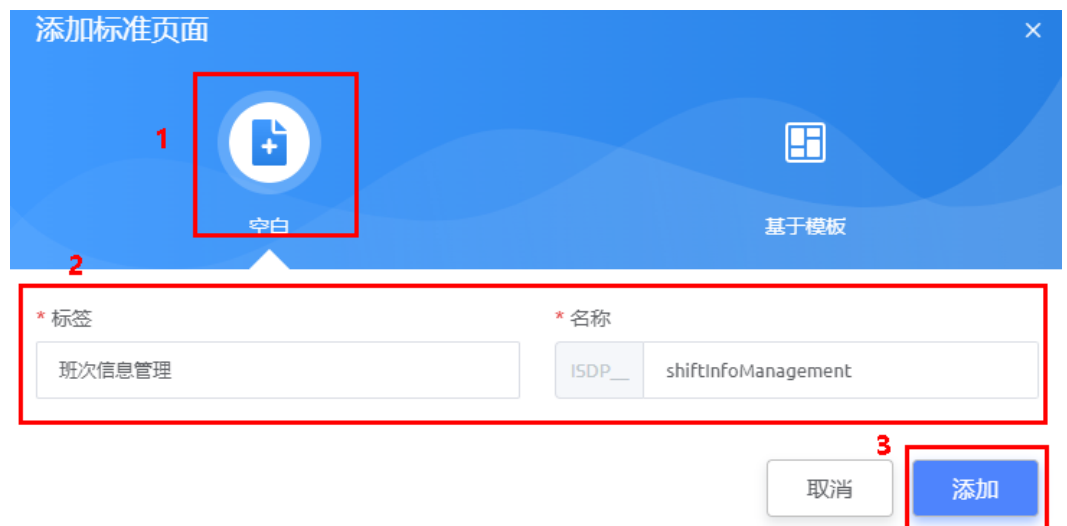 添加标准页面
1
空白
基于模板
2
* 标签
* 名称
班次信息管理
ISDP__ shiftInfoManagement
3
取消
添加